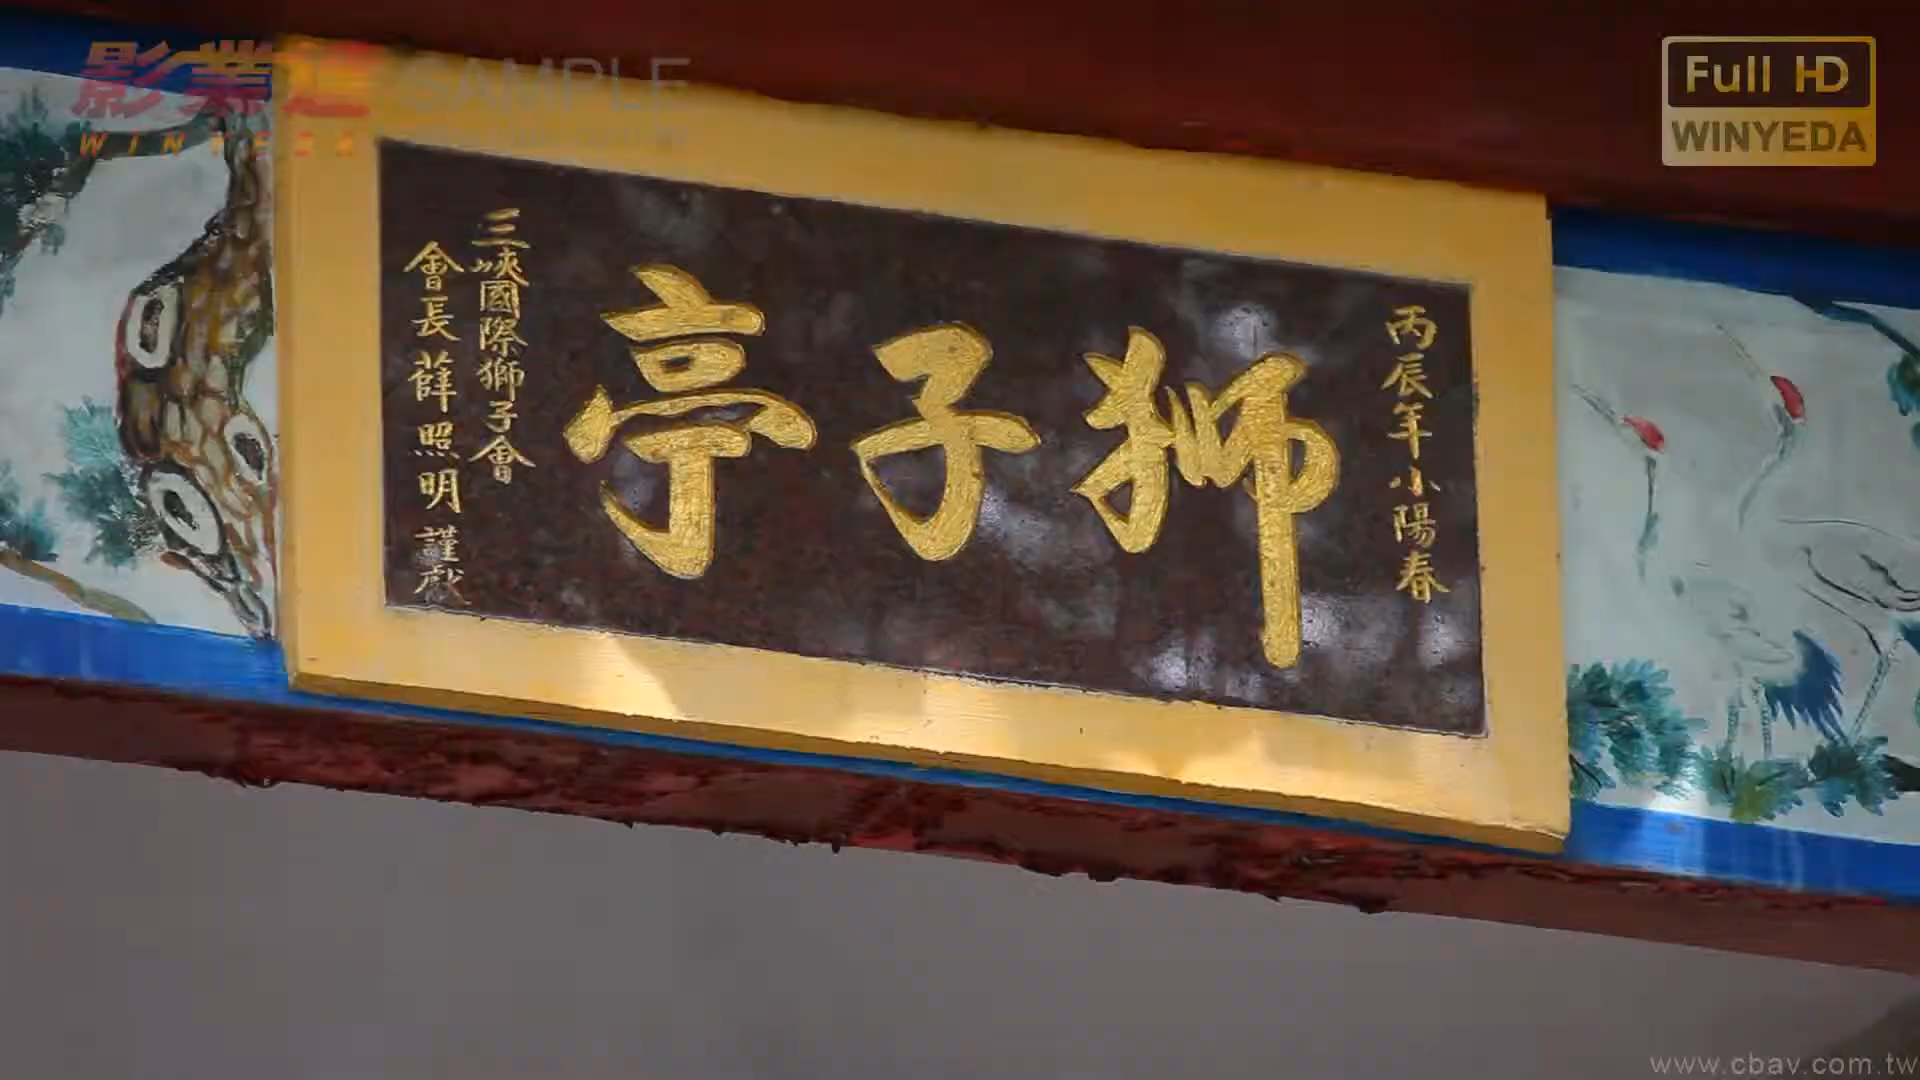 影業達 SAMPLE
WINYEDA
Full HD
WINYEDA
丙辰年小陽春
獅子亭
三峽國際獅子會
會長薛照明謹獻
www.cbav.com.tw